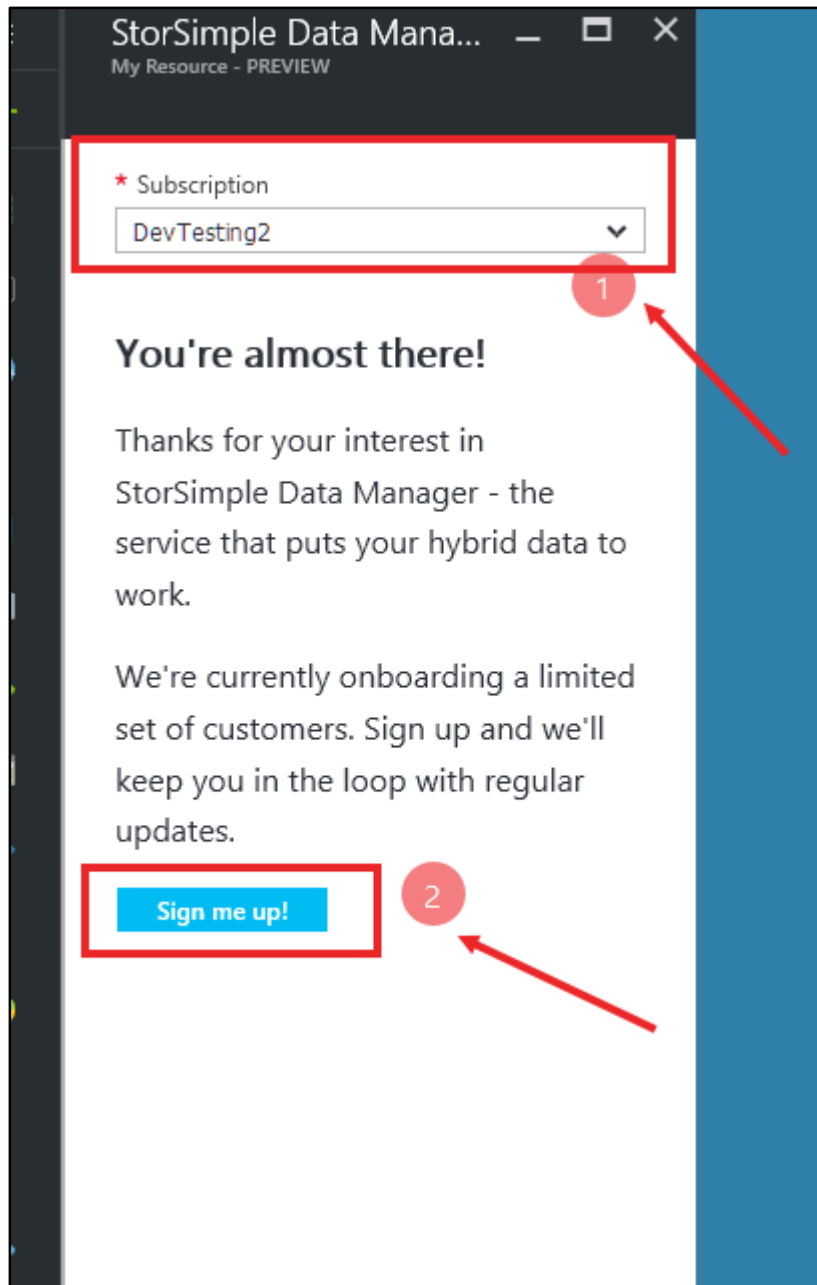 StorSimple Data Mana...
My Resource - PREVIEW
* Subscription
DevTesting2
1
You're almost there!
Thanks for your interest in
StorSimple Data Manager - the
service that puts your hybrid data to
work.
We're currently onboarding a limited
set of customers. Sign up and we'll
keep you in the loop with regular
updates.
Sign me up!
2